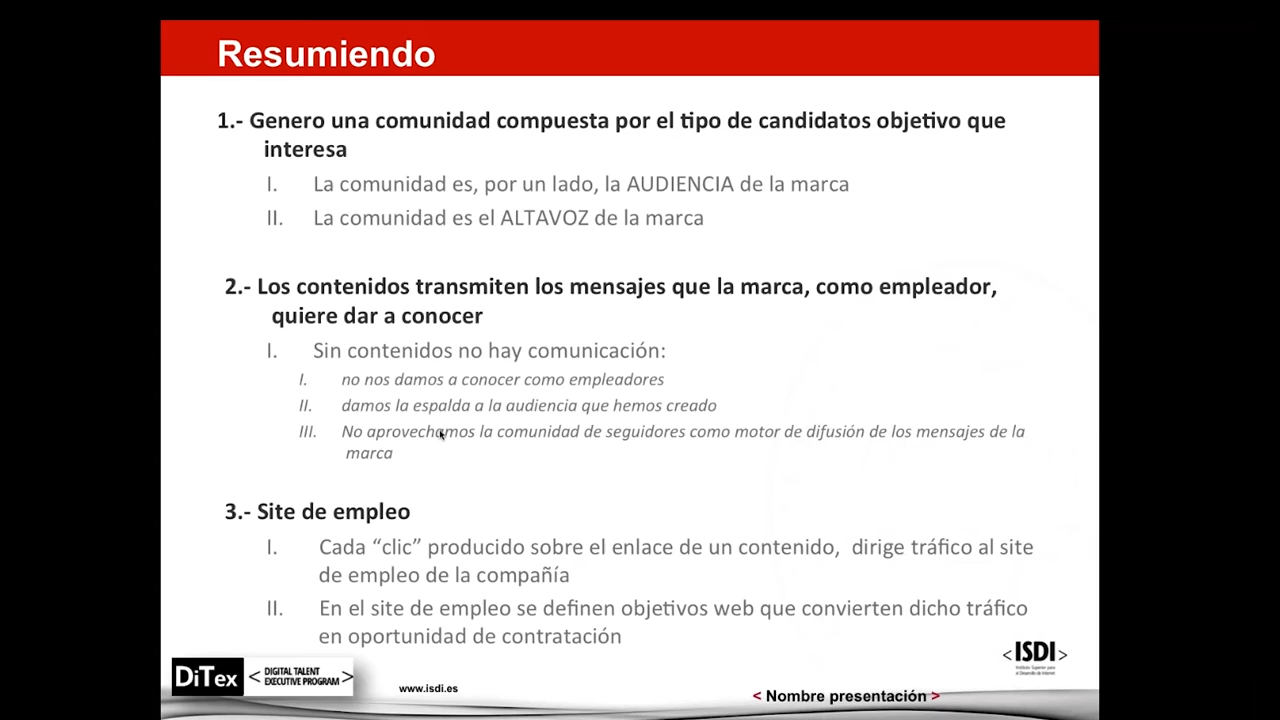 Resumiendo
1.- Genero una comunidad compuesta por el tipo de candidatos objetivo que
interesa
I. La comunidad es, por un lado, la AUDIENCIA de la marca
II. La comunidad es el ALTAVOZ de la marca
2.- Los contenidos transmiten los mensajes que la marca, como empleador,
quiere dar a conocer
I. Sin contenidos no hay comunicación:
I. no nos damos a conocer como empleadores
II. damos la espalda a la audiencia que hemos creado
III. No aprovechamos la comunidad de seguidores como motor de difusión de los mensajes de la
marca
3.- Site de empleo
I. Cada “clic” producido sobre el enlace de un contenido, dirige tráfico al site
de empleo de la compañía
II. En el site de empleo se definen objetivos web que convierten dicho tráfico
en oportunidad de contratación
<ISDI>
Instituto Superior para
el Desarrollo de Internet
DiTex < DIGITAL TALENT
EXECUTIVE PROGRAM >
www.isdi.es
< Nombre presentación >